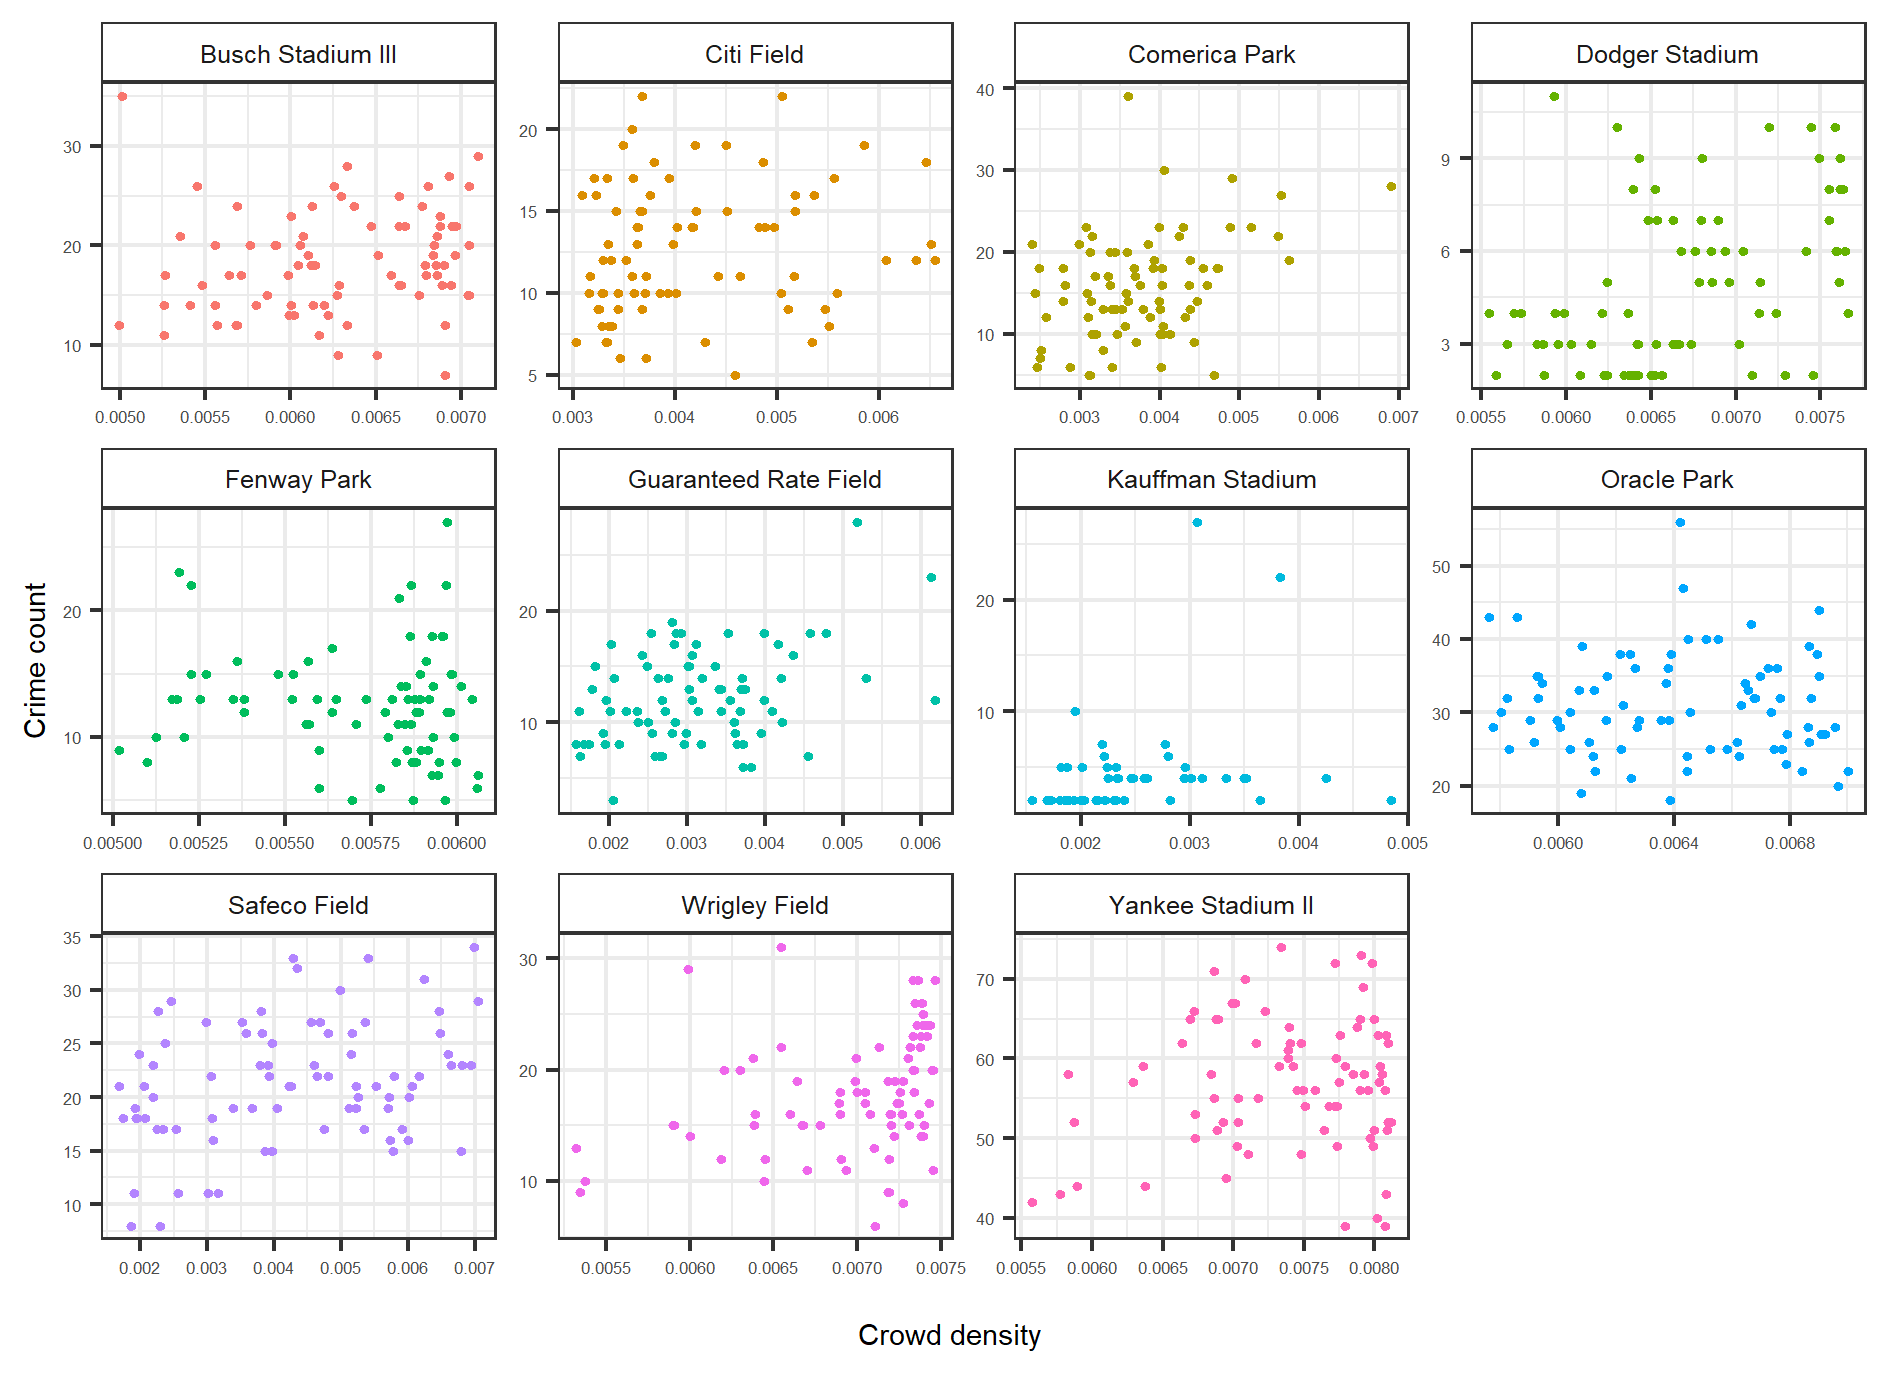 Busch Stadium III Citi Field Comerica Park Dodger Stadium
30
20
10
0.0050 0.0055 0.0060 0.0065 0.0070
20
15
10
5
0.003 0.004 0.005 0.006
40
30
20
10
0.003 0.004 0.005 0.006 0.007
9
6
3
0.0055 0.0060 0.0065 0.0070 0.0075
Fenway Park Guaranteed Rate Field Kauffman Stadium Oracle Park
20
10
0.00500 0.00525 0.00550 0.00575 0.00600
20
10
0.002 0.003 0.004 0.005 0.006
20
10
0.002 0.003 0.004 0.005
50
40
30
20
0.0060 0.0064 0.0068
Safeco Field Wrigley Field Yankee Stadium II
35
30
25
20
15
10
0.002 0.003 0.004 0.005 0.006 0.007
30
20
10
0.0055 0.0060 0.0065 0.0070 0.0075
70
60
50
40
0.0055 0.0060 0.0065 0.0070 0.0075 0.0080
Crime count
Crowd density